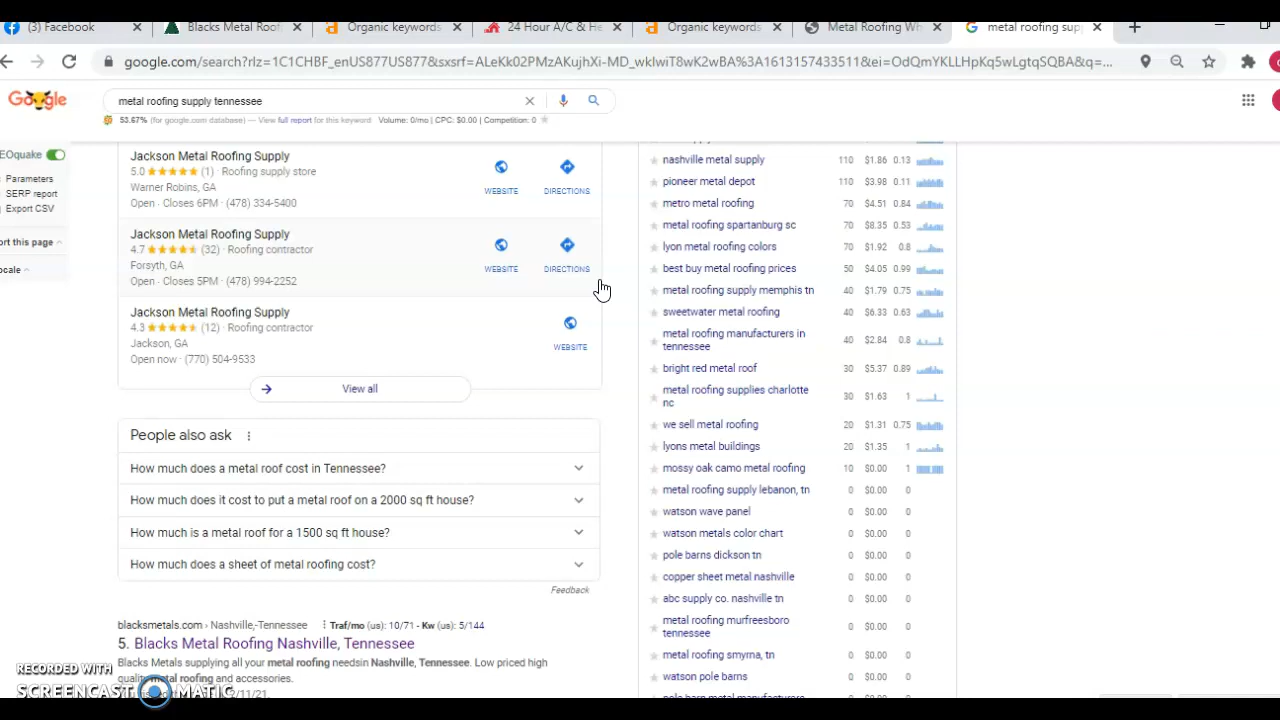 (3) Facebook
Blacks Metal Roof
Organic keywords
24 Hour A/C & He
Organic keywords
Metal Roofing Wh
metal roofing sup
google.com/search?rlz=1C1CHBF_enUS877US877&sxsrf=
metal roofing supply tennessee
53.67% (for google.com database) — View full report for this keyword Volume: 0/mo | CPC: $0.00 | Competition: 0
EOquake
Parameters
SERP report
Export CSV
ort this page
ocale
Jackson Metal Roofing Supply
5.0 (1) · Roofing supply store
Warner Robins, GA
Open · Closes 6PM · (478) 334-5400
WEBSITE
DIRECTIONS
Jackson Metal Roofing Supply
4.7 (32) · Roofing contractor
Forsyth, GA
Open · Closes 5PM · (478) 994-2252
WEBSITE
DIRECTIONS
Jackson Metal Roofing Supply
4.3 (12) · Roofing contractor
Jackson, GA
Open now · (770) 504-9533
WEBSITE
View all
People also ask
How much does a metal roof cost in Tennessee?
How much does it cost to put a metal roof on a 2000 sq ft house?
How much is a metal roof for a 1500 sq ft house?
How much does a sheet of metal roofing cost?
Feedback
blacksmetals.com › Nashville,-Tennessee Traf/mo (us): 10/71 - Kw (us): 5/144
5. Blacks Metal Roofing Nashville, Tennessee
Blacks Metals supplying all your metal roofing needsin Nashville, Tennessee. Low priced high
quality metal roofing and accessories.
nashville metal supply 110 $1.86 0.13
pioneer metal depot 110 $3.98 0.11
metro metal roofing 70 $4.51 0.84
metal roofing spartanburg sc 70 $8.35 0.53
lyon metal roofing colors 70 $1.92 0.8
best buy metal roofing prices 50 $4.05 0.99
metal roofing supply memphis tn 40 $1.79 0.75
sweetwater metal roofing 40 $6.33 0.63
metal roofing manufacturers in
tennessee 40 $2.84 0.8
bright red metal roof 30 $5.37 0.89
metal roofing supplies charlotte
nc 30 $1.63 1
we sell metal roofing 20 $1.31 0.75
lyons metal buildings 20 $1.35 1
mossy oak camo metal roofing 10 $0.00 1
metal roofing supply lebanon, tn 0 $0.00 0
watson wave panel 0 $0.00 0
watson metals color chart 0 $0.00 0
pole barns dickson tn 0 $0.00 0
copper sheet metal nashville 0 $0.00 0
abc supply co. nashville tn 0 $0.00 0
metal roofing murfreesboro
tennessee 0 $0.00 0
metal roofing smyrna, tn 0 $0.00 0
watson pole barns 0 $0.00 0
pole barn metal manufacturers
RECORDED WITH
SCREENCAST MATIC